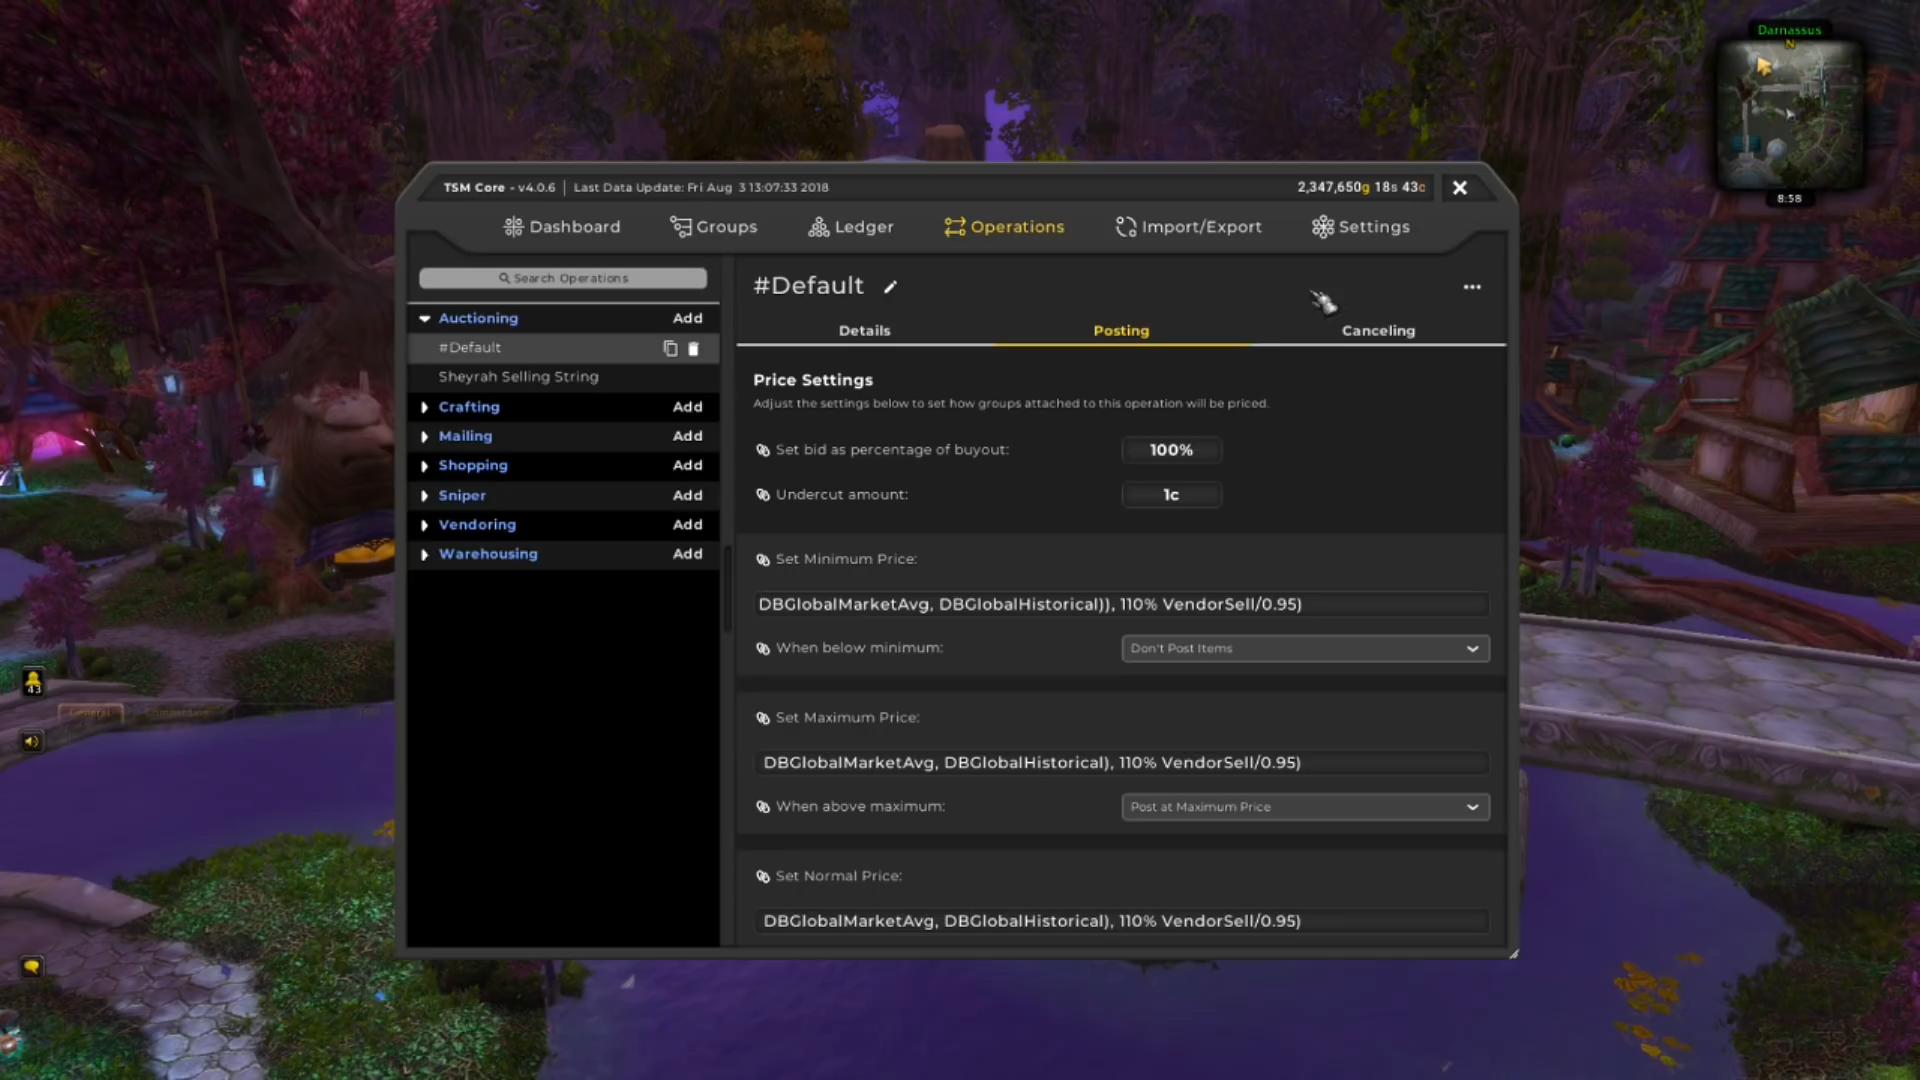 Darnassus
N
8:58
TSM Core - v4.0.6 | Last Data Update: Fri Aug 3 13:07:33 2018
2,347,650g 18s 43c
Dashboard Groups Ledger Operations Import/Export Settings
Search Operations
Auctioning Add
#Default
Sheyrah Selling String
Crafting Add
Mailing Add
Shopping Add
Sniper Add
Vendoring Add
Warehousing Add
#Default
Details Posting Canceling
Price Settings
Adjust the settings below to set how groups attached to this operation will be priced.
Set bid as percentage of buyout: 100%
Undercut amount: 1c
Set Minimum Price:
DBGlobalMarketAvg, DBGlobalHistorical)), 110% VendorSell/0.95)
When below minimum: Don't Post Items
Set Maximum Price:
DBGlobalMarketAvg, DBGlobalHistorical), 110% VendorSell/0.95)
When above maximum: Post at Maximum Price
Set Normal Price:
DBGlobalMarketAvg, DBGlobalHistorical), 110% VendorSell/0.95)
43
General